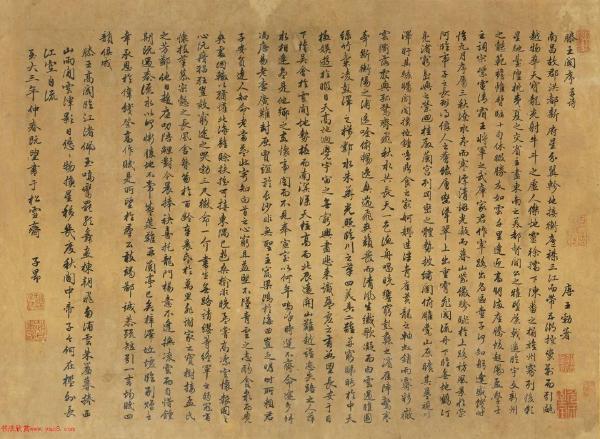 滕王閣序并詩
唐王勃著
南昌故郡洪都新府星分翼軫地接衡廬襟三江而帶五湖控蠻荊而引甌
越物華天寶龍光射牛斗之虛人傑地靈徐孺下陳蕃之榻雄州霧列俊彩
星馳臺隍枕夷夏之交賓主盡東南之美都督閻公之雅望棨戟遙臨宇文新州
之懿範襜帷暫駐十旬休暇勝友如雲千里逢迎高朋滿座騰蛟起鳳孟學士
之詞宗紫電清霜王將軍之武庫家君作宰路出名區童子何知躬逢勝餞時
惟九月序屬三秋潦水盡而寒潭清煙光凝而暮山紫儼驂騑於上路訪風景於崇
阿臨帝子之長洲得仙人之舊館層巒聳翠上出重霄飛閣流丹下臨無地鶴汀
鳧渚窮島嶼之縈迴桂殿蘭宮列岡巒之體勢披繡闥俯雕甍山原曠其盈視川
澤盱其駭矚閭閻撲地鐘鳴鼎食之家舸艦迷津青雀黃龍之軸虹銷雨霽彩徹
雲衢落霞與孤鶩齊飛秋水共長天一色漁舟唱晚響窮彭蠡之濱雁陣驚寒
聲斷衡陽之浦遙吟俯暢逸興遄飛爽籟發而清風生纖歌凝而白雲遏睢園
綠竹氣凌彭澤之樽鄴水朱華光照臨川之筆四美具二難并窮睇眄於中天
極娛遊於暇日天高地迥覺宇宙之無窮興盡悲來識盈虛之有數望長安於日
下指吳會於雲間地勢極而南溟深天柱高而北辰遠關山難越誰悲失路之人萍
水相逢盡是他鄉之客懷帝閽而不見奉宣室以何年嗚呼時運不齊命途多舛
馮唐易老李廣難封屈賈誼於長沙非無聖主竄梁鴻於海曲豈乏明時所賴君
子安貧達人知命老當益壯寧知白首之心窮且益堅不墜青雲之志酌貪泉而覺
爽處涸轍以猶懽北海雖賒扶搖可接東隅已逝桑榆非晚孟嘗高潔空懷報國之
心阮籍猖狂豈效窮途之哭勃三尺微命一介書生無路請纓等終軍之弱冠有
懷投筆慕宗愨之長風舍簪笏於百齡奉晨昏於萬里非謝家之寶樹接孟氏
之芳鄰他日趨庭叨陪鯉對今晨捧袂喜托龍門楊意不逢撫凌雲而自惜鍾
期既遇奏流水以何慚嗚呼勝地不常盛筵難再蘭亭已矣梓澤丘墟臨別贈言
幸承恩於偉餞登高作賦是所望於群公敢竭鄙誠恭疏短引一言均賦四
韻俱成
滕王高閣臨江渚佩玉鳴鸞罷歌舞畫棟朝飛南浦雲朱簾暮捲西
山雨閒雲潭影日悠悠物換星移幾度秋閣中帝子今何在檻外長
江空自流
至大三年仲春既望書于松雪齋 子昂
书法欣赏
www.yac8.com